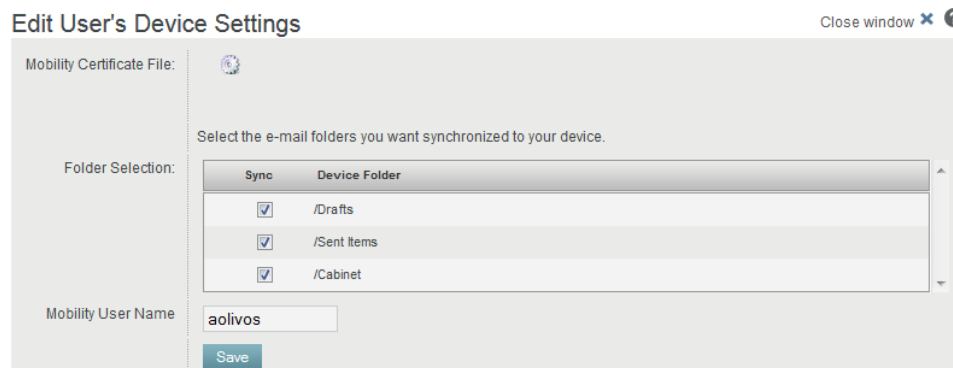 Edit User's Device Settings
Close window
Mobility Certificate File:
Select the e-mail folders you want synchronized to your device.
Folder Selection:
Sync Device Folder
/Drafts
/Sent Items
/Cabinet
Mobility User Name
aolivos
Save